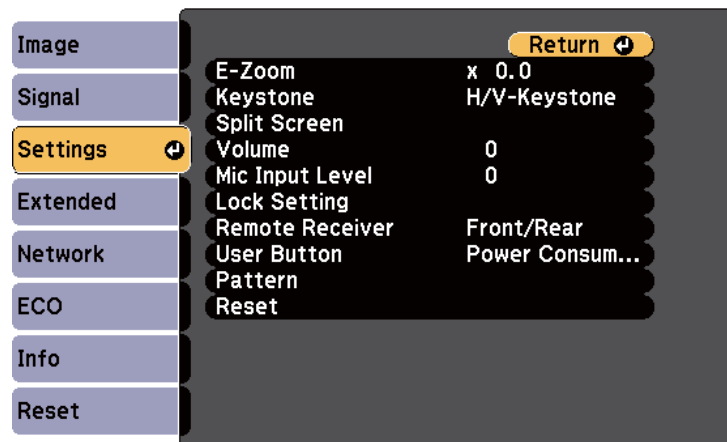 Image
Signal
Settings
Extended
Network
ECO
Info
Reset
Return
E-Zoom x 0.0
Keystone H/V-Keystone
Split Screen
Volume 0
Mic Input Level 0
Lock Setting
Remote Receiver Front/Rear
User Button Power Consum...
Pattern
Reset